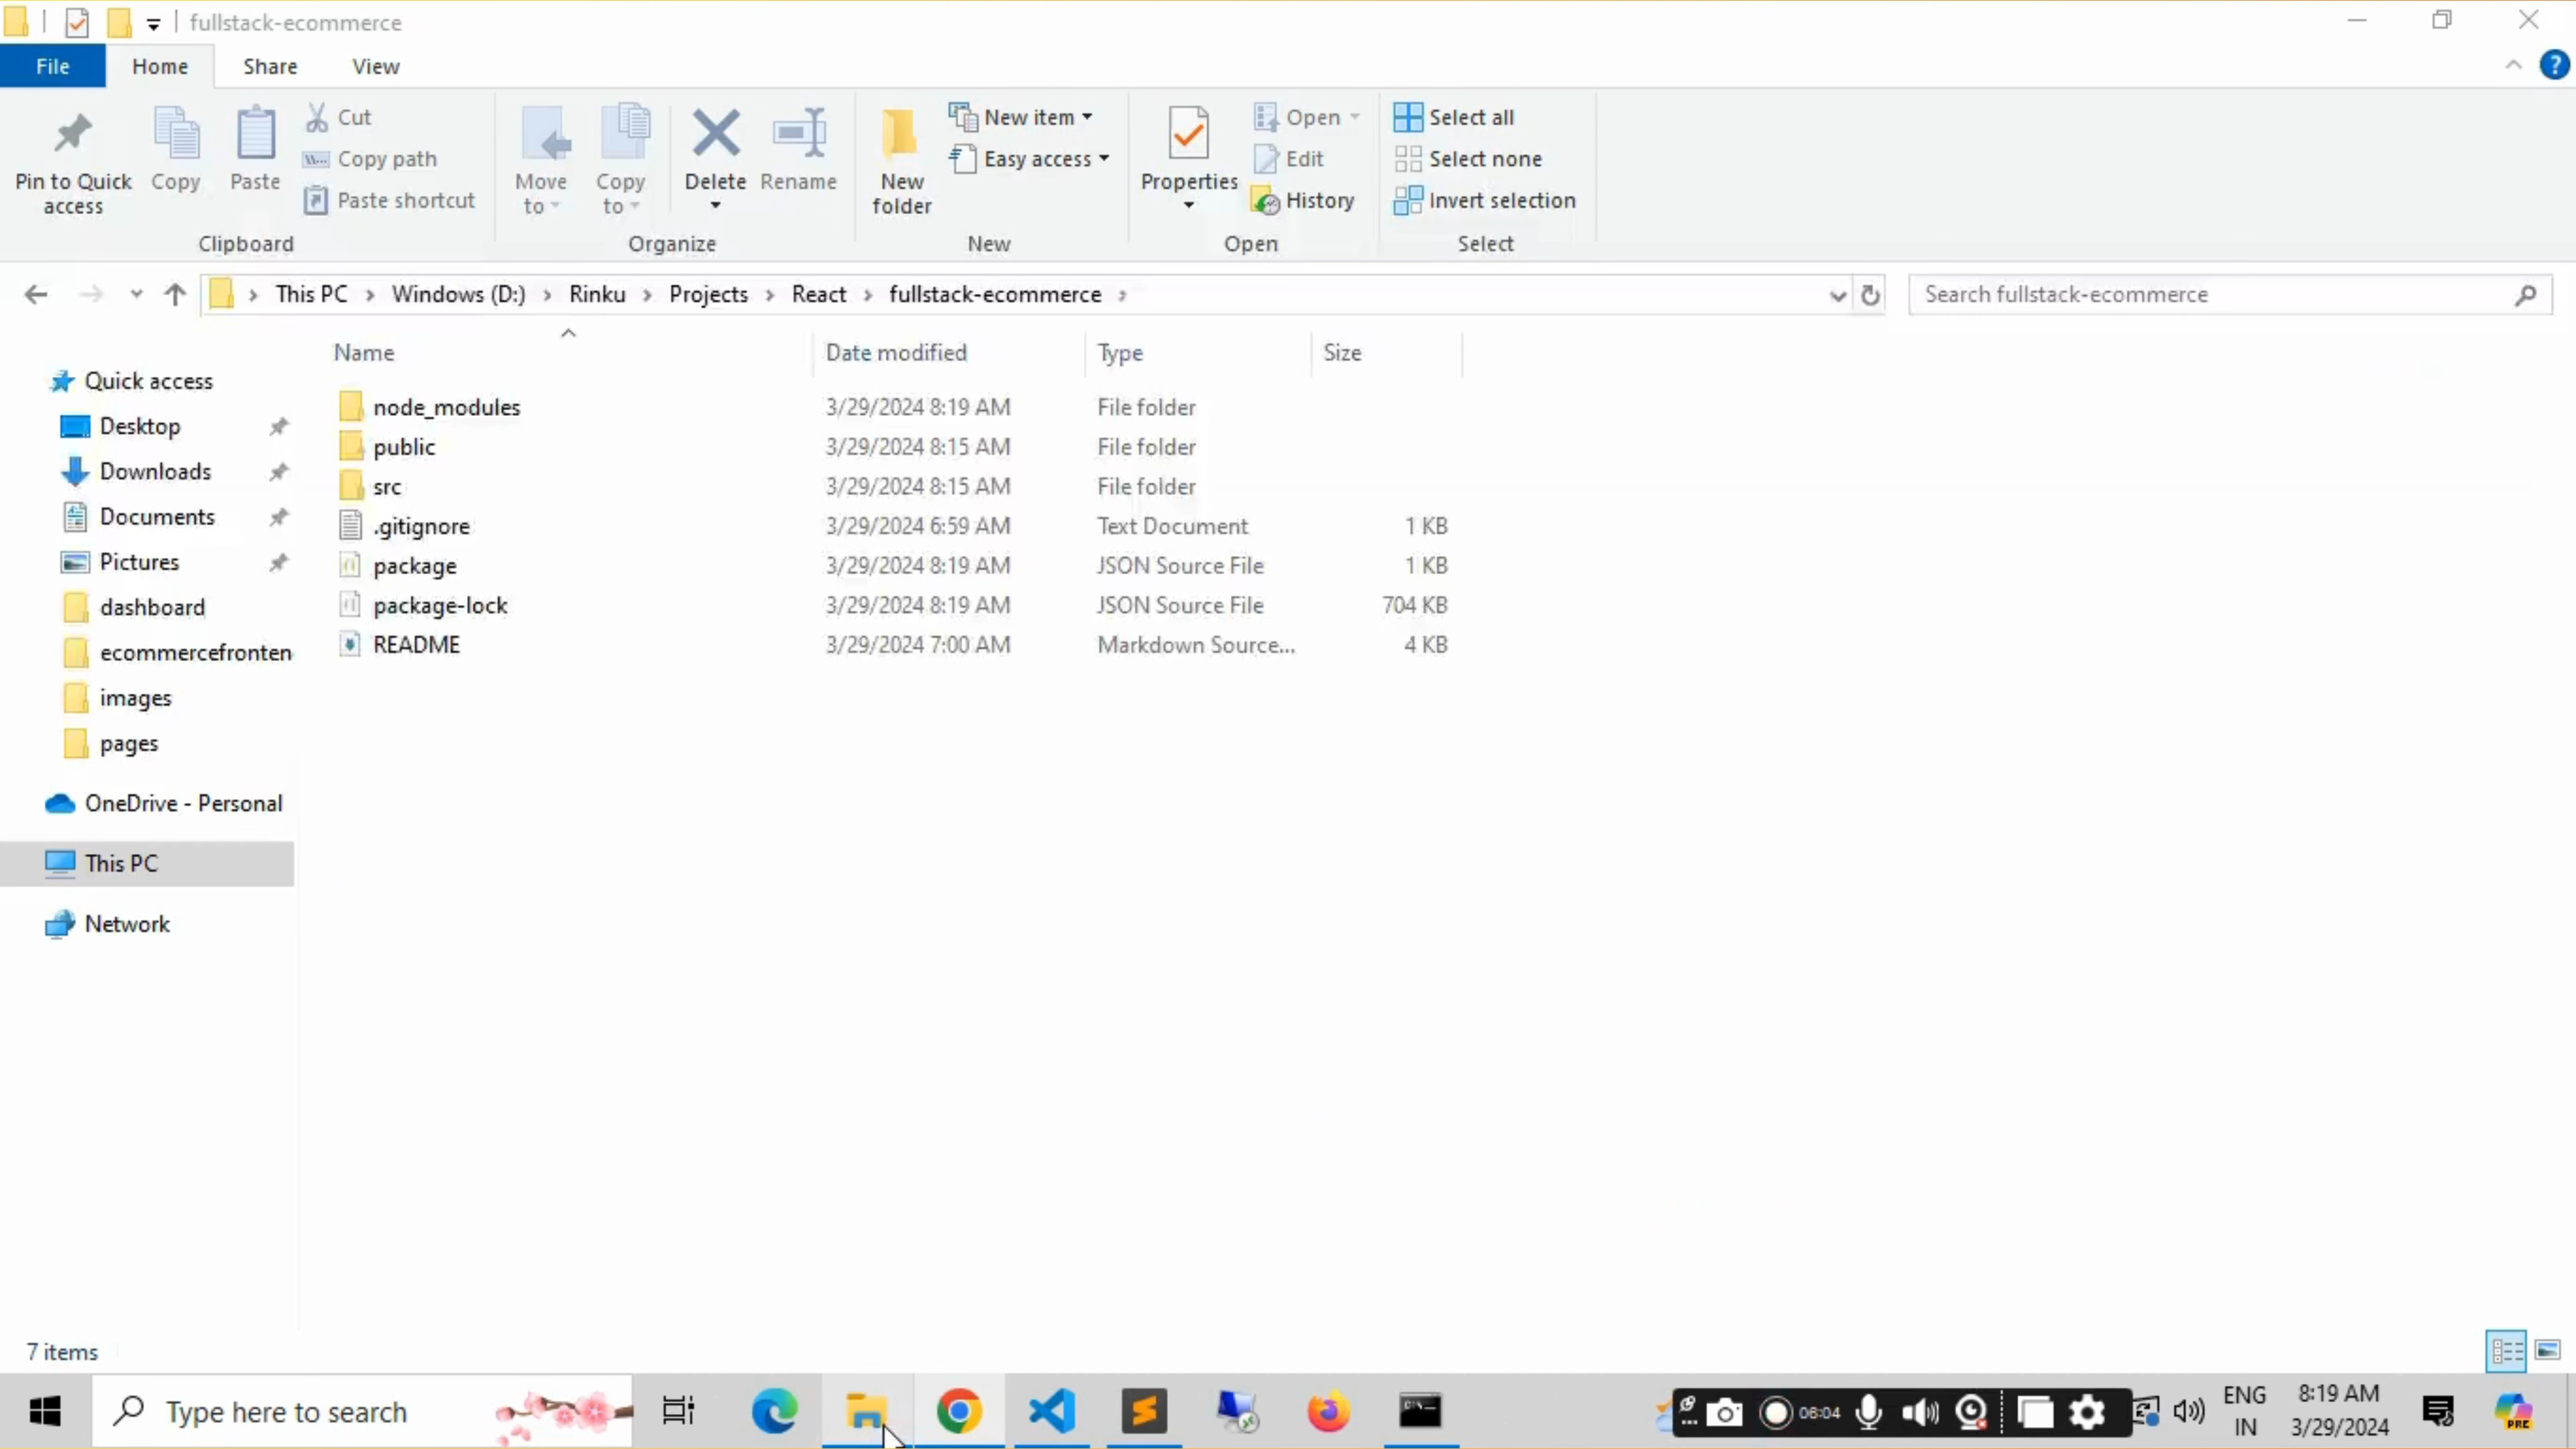 fullstack-ecommerce
File Home Share View
Pin to Quick access
Copy
Paste
Cut
Copy path
Paste shortcut
Clipboard
Move to
Copy to
Delete
Rename
Organize
New folder
New item
Easy access
New
Properties
Open
Edit
History
Open
Select all
Select none
Invert selection
Select
This PC Windows (D:) Rinku Projects React fullstack-ecommerce
Search fullstack-ecommerce
Name Date modified Type Size
Quick access
Desktop
Downloads
Documents
Pictures
dashboard
ecommercefronten
images
pages
OneDrive - Personal
This PC
Network
node_modules 3/29/2024 8:19 AM File folder
public 3/29/2024 8:15 AM File folder
src 3/29/2024 8:15 AM File folder
.gitignore 3/29/2024 6:59 AM Text Document 1 KB
package 3/29/2024 8:19 AM JSON Source File 1 KB
package-lock 3/29/2024 8:19 AM JSON Source File 704 KB
README 3/29/2024 7:00 AM Markdown Source... 4 KB
7 items
Type here to search
06:04
ENG
IN
8:19 AM
3/29/2024
PRE